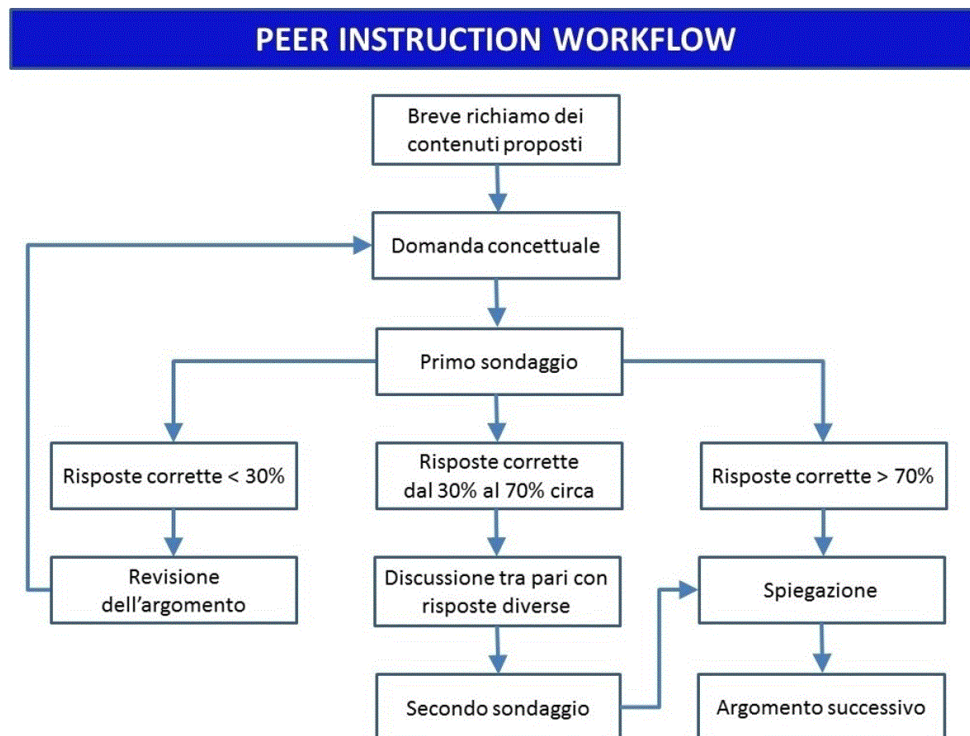 PEER INSTRUCTION WORKFLOW
Breve richiamo dei
contenuti proposti
Domanda concettuale
Primo sondaggio
Risposte corrette < 30%
Risposte corrette
dal 30% al 70% circa
Risposte corrette > 70%
Revisione
dell'argomento
Discussione tra pari con
risposte diverse
Spiegazione
Secondo sondaggio
Argomento successivo